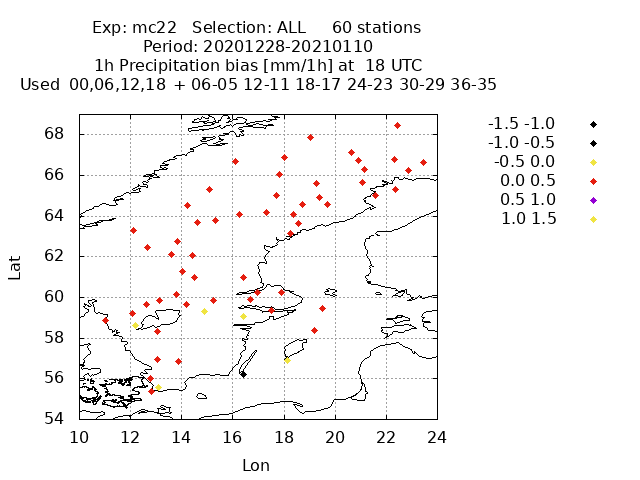 Exp: mc22 Selection: ALL 60 stations
Period: 20201228-20210110
1h Precipitation bias [mm/1h] at 18 UTC
Used 00,06,12,18 + 06-05 12-11 18-17 24-23 30-29 36-35
-1.5 -1.0
-1.0 -0.5
-0.5 0.0
0.0 0.5
0.5 1.0
1.0 1.5
68
66
64
62
60
58
56
54
Lat
10 12 14 16 18 20 22 24
Lon